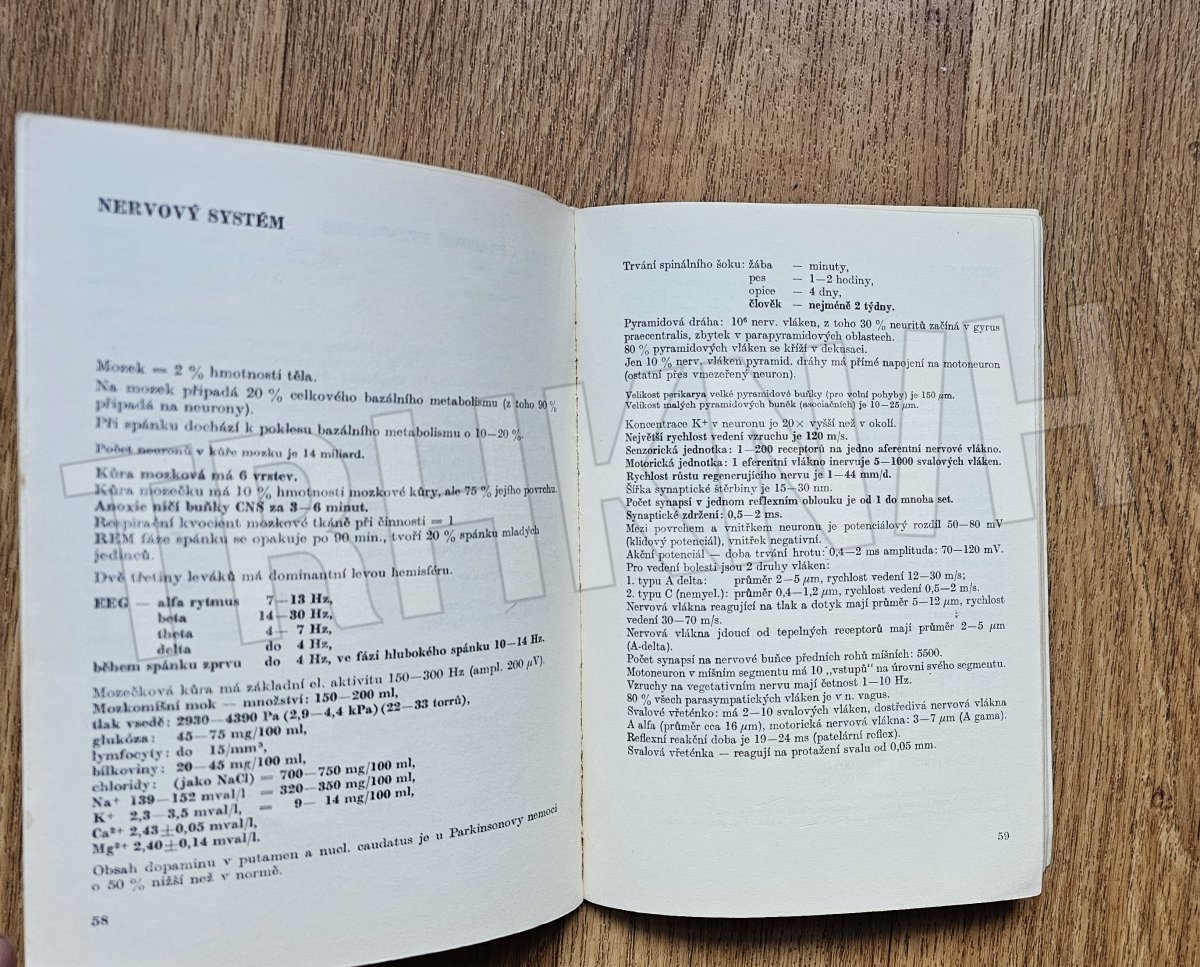 NERVOVÝ SYSTÉM
Mozek = 2 % hmotnosti těla.
Na mozek připadá 20 % celkového bazálního metabolismu (z toho 90 %
připadá na neurony).
Při spánku dochází k poklesu bazálního metabolismu o 10—20 %.
Počet neuronů v kůře mozku je 14 miliard.
Kůra mozková má 6 vrstev.
Kůra mozečku má 10 % hmotnosti mozkové kůry, ale 75 % jejího povrchu.
Anoxie ničí buňky CNS za 3—6 minut.
Respirační kvocient mozkové tkáně při činnosti = 1
REM fáze spánku se opakuje po 90 min., tvoří 20 % spánku mladých
jedinců.
Dvě třetiny leváků má dominantní levou hemisféru.
EEG — alfa rytmus 7—13 Hz,
beta 14—30 Hz,
theta 4— 7 Hz,
delta do 4 Hz,
během spánku zprvu do 4 Hz, ve fázi hlubokého spánku 10—14 Hz.
Mozečková kůra má základní el. aktivitu 150—300 Hz (ampl. 200 µV).
Mozkomíšní mok — množství: 150—200 ml,
tlak vsedě: 2930—4390 Pa (2,9—4,4 kPa) (22—33 torrů),
glukóza: 45—75 mg/100 ml,
lymfocyty: do 15/mm³,
bílkoviny: 20—45 mg/100 ml,
chloridy: (jako NaCl) = 700—750 mg/100 ml,
Na⁺ 139—152 mval/l = 320—350 mg/100 ml,
K⁺ 2,3—3,5 mval/l, = 9— 14 mg/100 ml,
Ca²⁺ 2,43±0,05 mval/l,
Mg²⁺ 2,40±0,14 mval/l.
Obsah dopaminu v putamen a nucl. caudatus je u Parkinsonovy nemoci
o 50 % nižší než v normě.
58
Trvání spinálního šoku: žába — minuty,
pes — 1—2 hodiny,
opice — 4 dny,
člověk — nejméně 2 týdny.
Pyramidová dráha: 10⁶ nerv. vláken, z toho 30 % neuritů začíná v gyrus
praecentralis, zbytek v parapyramidových oblastech.
80 % pyramidových vláken se kříží v dekusaci.
Jen 10 % nerv. vláken pyramid. dráhy má přímé napojení na motoneuron
(ostatní přes vmezeřený neuron).
Velikost perikarya velké pyramidové buňky (pro volní pohyby) je 150 µm.
Velikost malých pyramidových buněk (asociačních) je 10—25 µm.
Koncentrace K⁺ v neuronu je 20× vyšší než v okolí.
Největší rychlost vedení vzruchu je 120 m/s.
Senzorická jednotka: 1—200 receptorů na jedno aferentní nervové vlákno.
Motorická jednotka: 1 eferentní vlákno inervuje 5—1000 svalových vláken.
Rychlost růstu regenerujícího nervu je 1—44 mm/d.
Šířka synaptické štěrbiny je 15—30 nm.
Počet synapsí v jednom reflexním oblouku je od 1 do mnoha set.
Synaptické zdržení: 0,5—2 ms.
Mezi povrchem a vnitřkem neuronu je potenciálový rozdíl 50—80 mV
(klidový potenciál), vnitřek negativní.
Akční potenciál — doba trvání hrotu: 0,4—2 ms amplituda: 70—120 mV.
Pro vedení bolesti jsou 2 druhy vláken:
1. typu A delta: průměr 2—5 µm, rychlost vedení 12—30 m/s;
2. typu C (nemyel.): průměr 0,4—1,2 µm, rychlost vedení 0,5—2 m/s.
Nervová vlákna reagující na tlak a dotyk mají průměr 5—12 µm, rychlost
vedení 30—70 m/s.
Nervová vlákna jdoucí od tepelných receptorů mají průměr 2—5 µm
(A-delta).
Počet synapsí na nervové buňce předních rohů míšních: 5500.
Motoneuron v míšním segmentu má 10 „vstupů" na úrovni svého segmentu.
Vzruchy na vegetativním nervu mají četnost 1—10 Hz.
80 % všech parasympatických vláken je v n. vagus.
Svalové vřeténko: má 2—10 svalových vláken, dostředivá nervová vlákna
A alfa (průměr cca 16 µm), motorická nervová vlákna: 3—7 µm (A gama).
Reflexní reakční doba je 19—24 ms (patelární reflex).
Svalová vřeténka — reagují na protažení svalu od 0,05 mm.
59
TRHKNIH